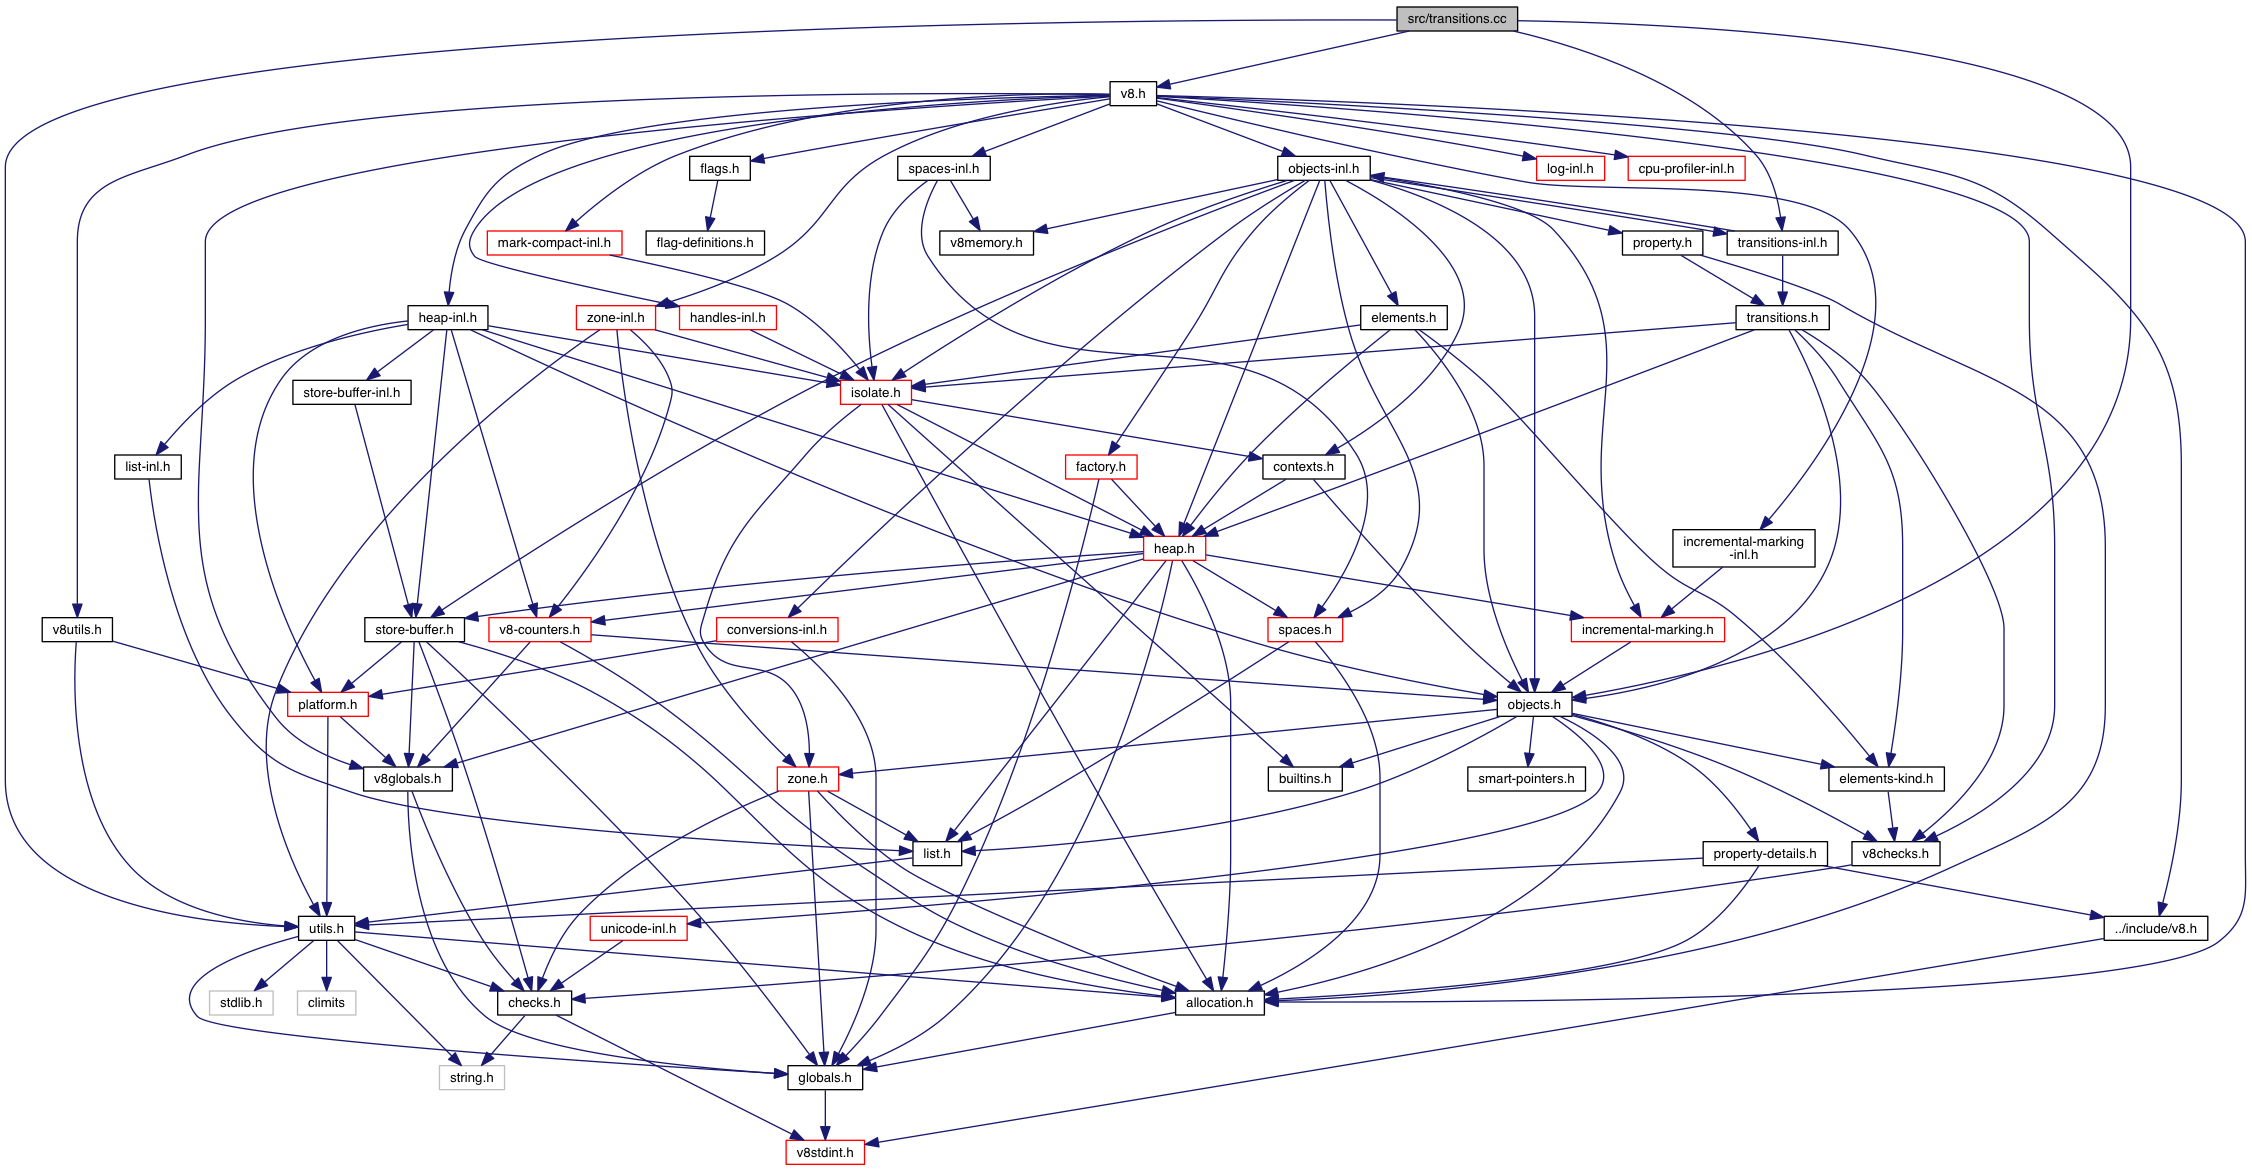 src/transitions.cc
v8.h
flags.h
spaces-inl.h
objects-inl.h
log-inl.h
cpu-profiler-inl.h
mark-compact-inl.h
flag-definitions.h
v8memory.h
property.h
transitions-inl.h
heap-inl.h
zone-inl.h
handles-inl.h
elements.h
transitions.h
store-buffer-inl.h
isolate.h
list-inl.h
factory.h
contexts.h
heap.h
incremental-marking
-inl.h
v8utils.h
store-buffer.h
v8-counters.h
conversions-inl.h
spaces.h
incremental-marking.h
platform.h
objects.h
v8globals.h
zone.h
builtins.h
smart-pointers.h
elements-kind.h
list.h
property-details.h
v8checks.h
utils.h
unicode-inl.h
../include/v8.h
stdlib.h
climits
checks.h
allocation.h
string.h
globals.h
v8stdint.h